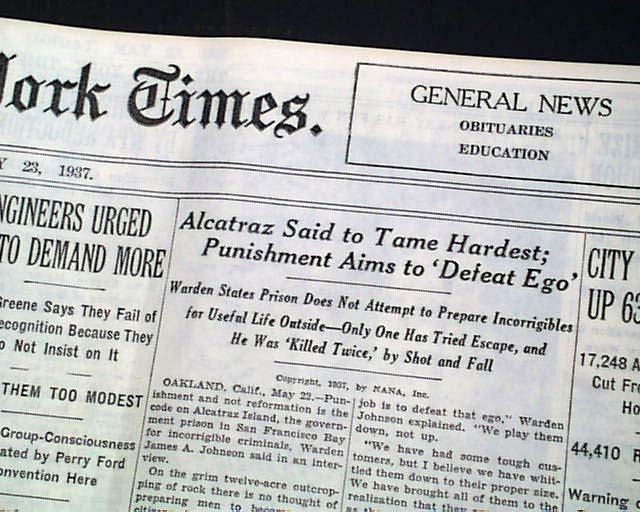 York Times.
GENERAL NEWS
OBITUARIES
EDUCATION
23, 1937.
NGINEERS URGED
TO DEMAND MORE
Greene Says They Fail of
ecognition Because They
o Not Insist on It
THEM TOO MODEST
Group-Consciousness
ated by Perry Ford
onvention Here
Alcatraz Said to Tame Hardest;
Punishment Aims to 'Defeat Ego'
Warden States Prison Does Not Attempt to Prepare Incorrigibles
for Useful Life Outside—Only One Has Tried Escape, and
He Was 'Killed Twice,' by Shot and Fall
Copyright, 1937, by NANA, Inc.
OAKLAND, Calif., May 22.—Pun-
ishment and not reformation is the
code on Alcatraz Island, the govern-
ment prison in San Francisco Bay
for incorrigible criminals, Warden
James A. Johnson said in an inter-
view.
On the grim twelve-acre outcrop-
ping of rock there is no thought of
preparing men to become
job is to defeat that ego," Warden
Johnson explained. "We play them
down, not up.
"We have had some tough cus-
tomers, but I believe we have whit-
tled them down to their proper size.
We have brought all of them to the
realization that they
CITY
UP 63
17,248 A
Cut Fro
Ho
44,410 R
Warning